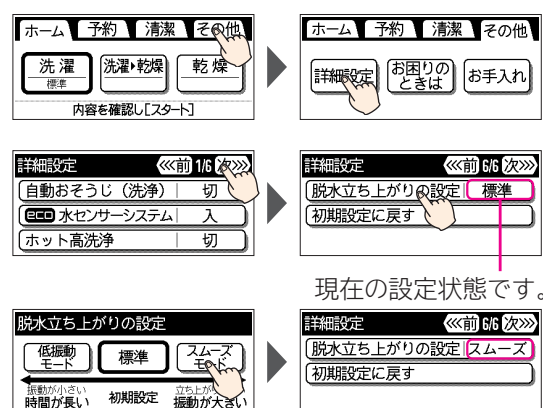 ホーム 予約 清潔 その他
洗濯 標準
洗濯▸乾燥
乾燥
内容を確認し[スタート]
ホーム 予約 清潔 その他
詳細設定
お困りの
ときは
お手入れ
詳細設定 前 1/6 次
自動おそうじ(洗浄) 切
eco 水センサーシステム 入
ホット高洗浄 切
詳細設定 前 6/6 次
脱水立ち上がりの設定 標準
初期設定に戻す
現在の設定状態です。
脱水立ち上がりの設定
低振動
モード
標準
スムーズ
モード
振動が小さい
時間が長い
初期設定
立ち上が
振動が大きい
詳細設定 前 6/6 次
脱水立ち上がりの設定 スムーズ
初期設定に戻す